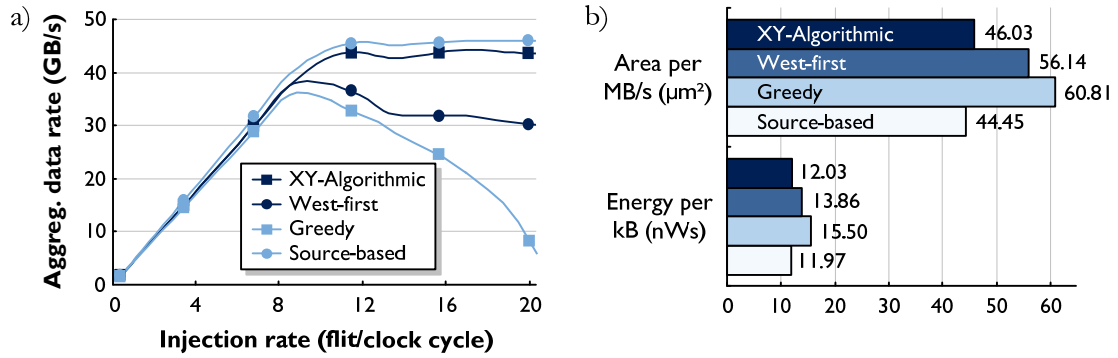 a)
Aggreg. data rate (GB/s)
50
40
30
20
10
0
0 4 8 12 16 20
Injection rate (flit/clock cycle)
XY-Algorithmic
West-first
Greedy
Source-based
b)
Area per
MB/s (µm²)
XY-Algorithmic 46.03
West-first 56.14
Greedy 60.81
Source-based 44.45
Energy per
kB (nWs)
12.03
13.86
15.50
11.97
0 10 20 30 40 50 60